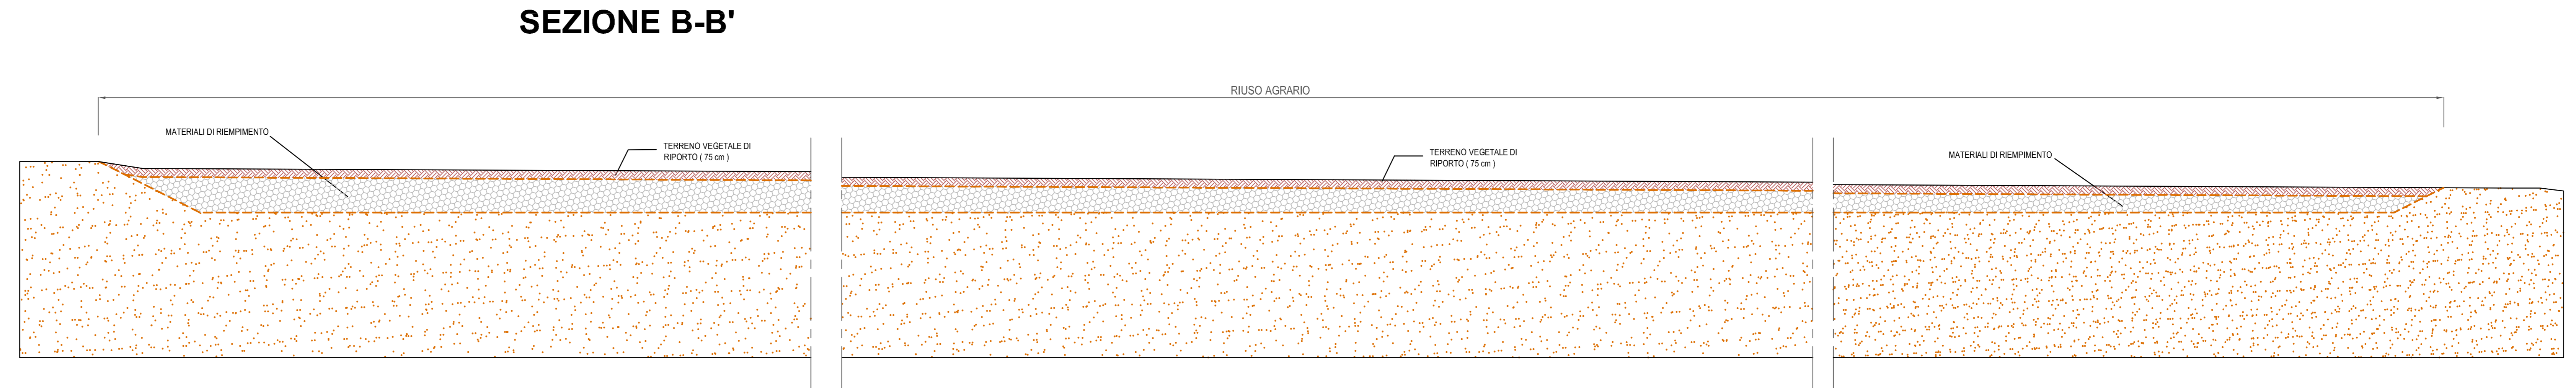 SEZIONE B-B'
RIUSO AGRARIO
MATERIALI DI RIEMPIMENTO
TERRENO VEGETALE DI
RIPORTO ( 75 cm )
TERRENO VEGETALE DI
RIPORTO ( 75 cm )
MATERIALI DI RIEMPIMENTO